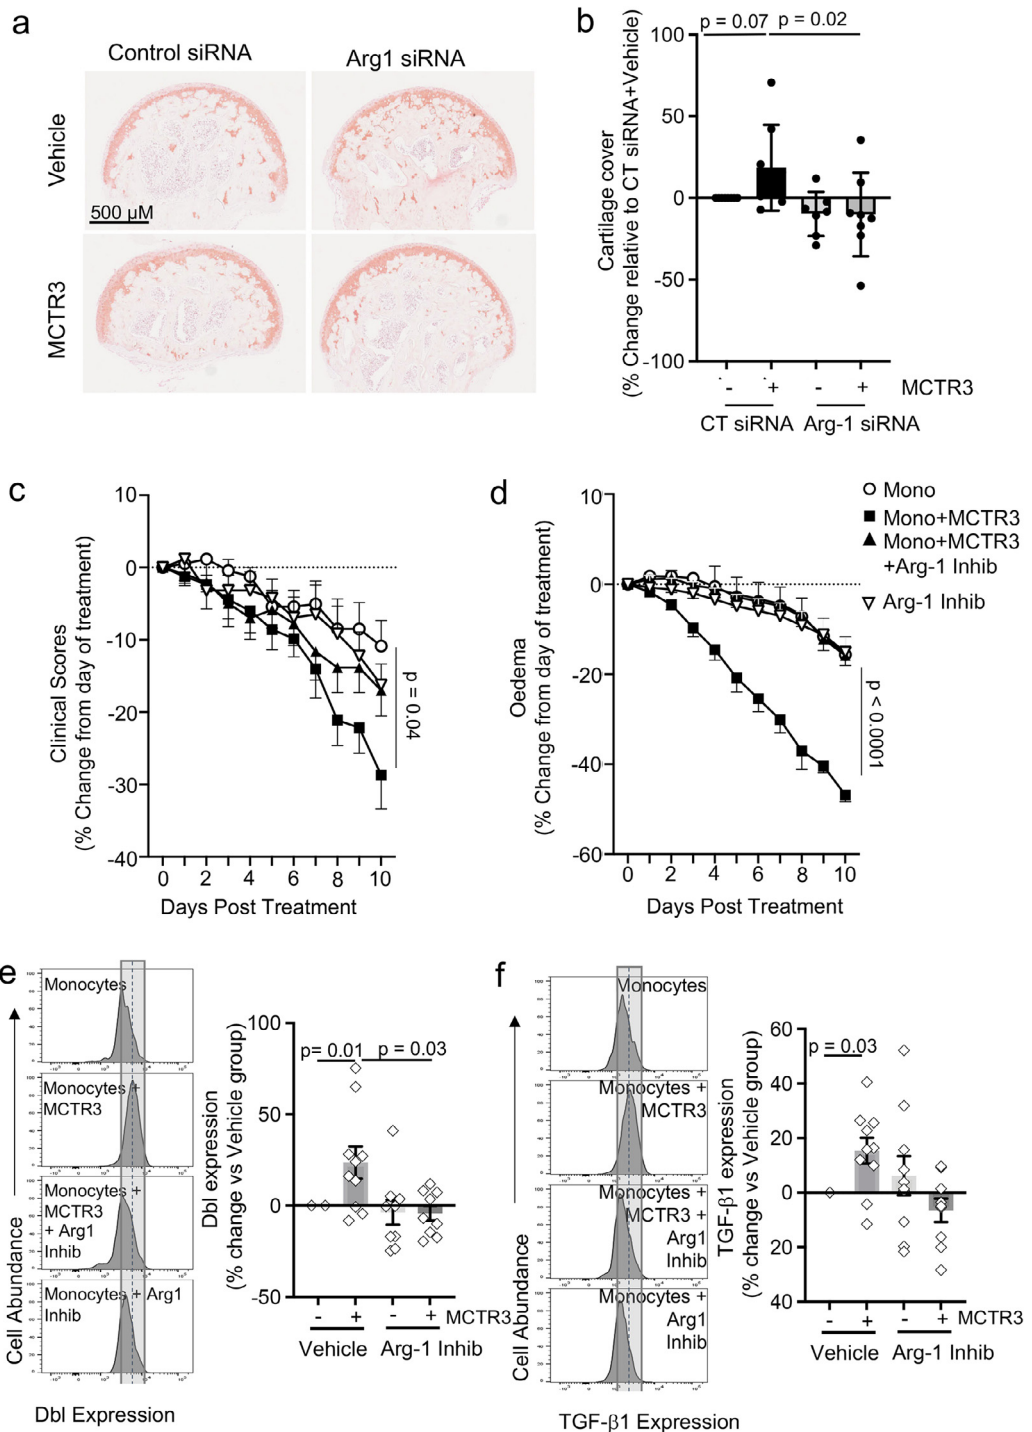 a
Control siRNA
Arg1 siRNA
Vehicle
500 µM
MCTR3
b
p = 0.07
p = 0.02
Cartilage cover
(% Change relative to CT siRNA+Vehicle)
100
50
0
-50
-100
- + - + MCTR3
CT siRNA Arg-1 siRNA
c
Clinical Scores
(% Change from day of treatment)
10
0
-10
-20
-30
-40
p = 0.04
0 2 4 6 8 10
Days Post Treatment
d
Oedema
(% Change from day of treatment)
10
0
-20
-40
-60
p < 0.0001
0 2 4 6 8 10
Days Post Treatment
Mono
Mono+MCTR3
Mono+MCTR3
+Arg-1 Inhib
Arg-1 Inhib
e
Cell Abundance
Monocytes
Monocytes +
MCTR3
Monocytes +
MCTR3
+ Arg1
Inhib
Monocytes + Arg1
Inhib
Dbl Expression
Dbl expression
(% change vs Vehicle group)
100
50
0
-50
p= 0.01
p = 0.03
- + - + MCTR3
Vehicle Arg-1 Inhib
f
Cell Abundance
Monocytes
Monocytes +
MCTR3
Monocytes +
MCTR3 +
Arg1
Inhib
Monocytes +
Arg1
Inhib
TGF-β1 Expression
TGF-β1 expression
(% change vs Vehicle group)
60
40
20
0
20
40
p = 0.03
- + - + MCTR3
Vehicle Arg-1 Inhib